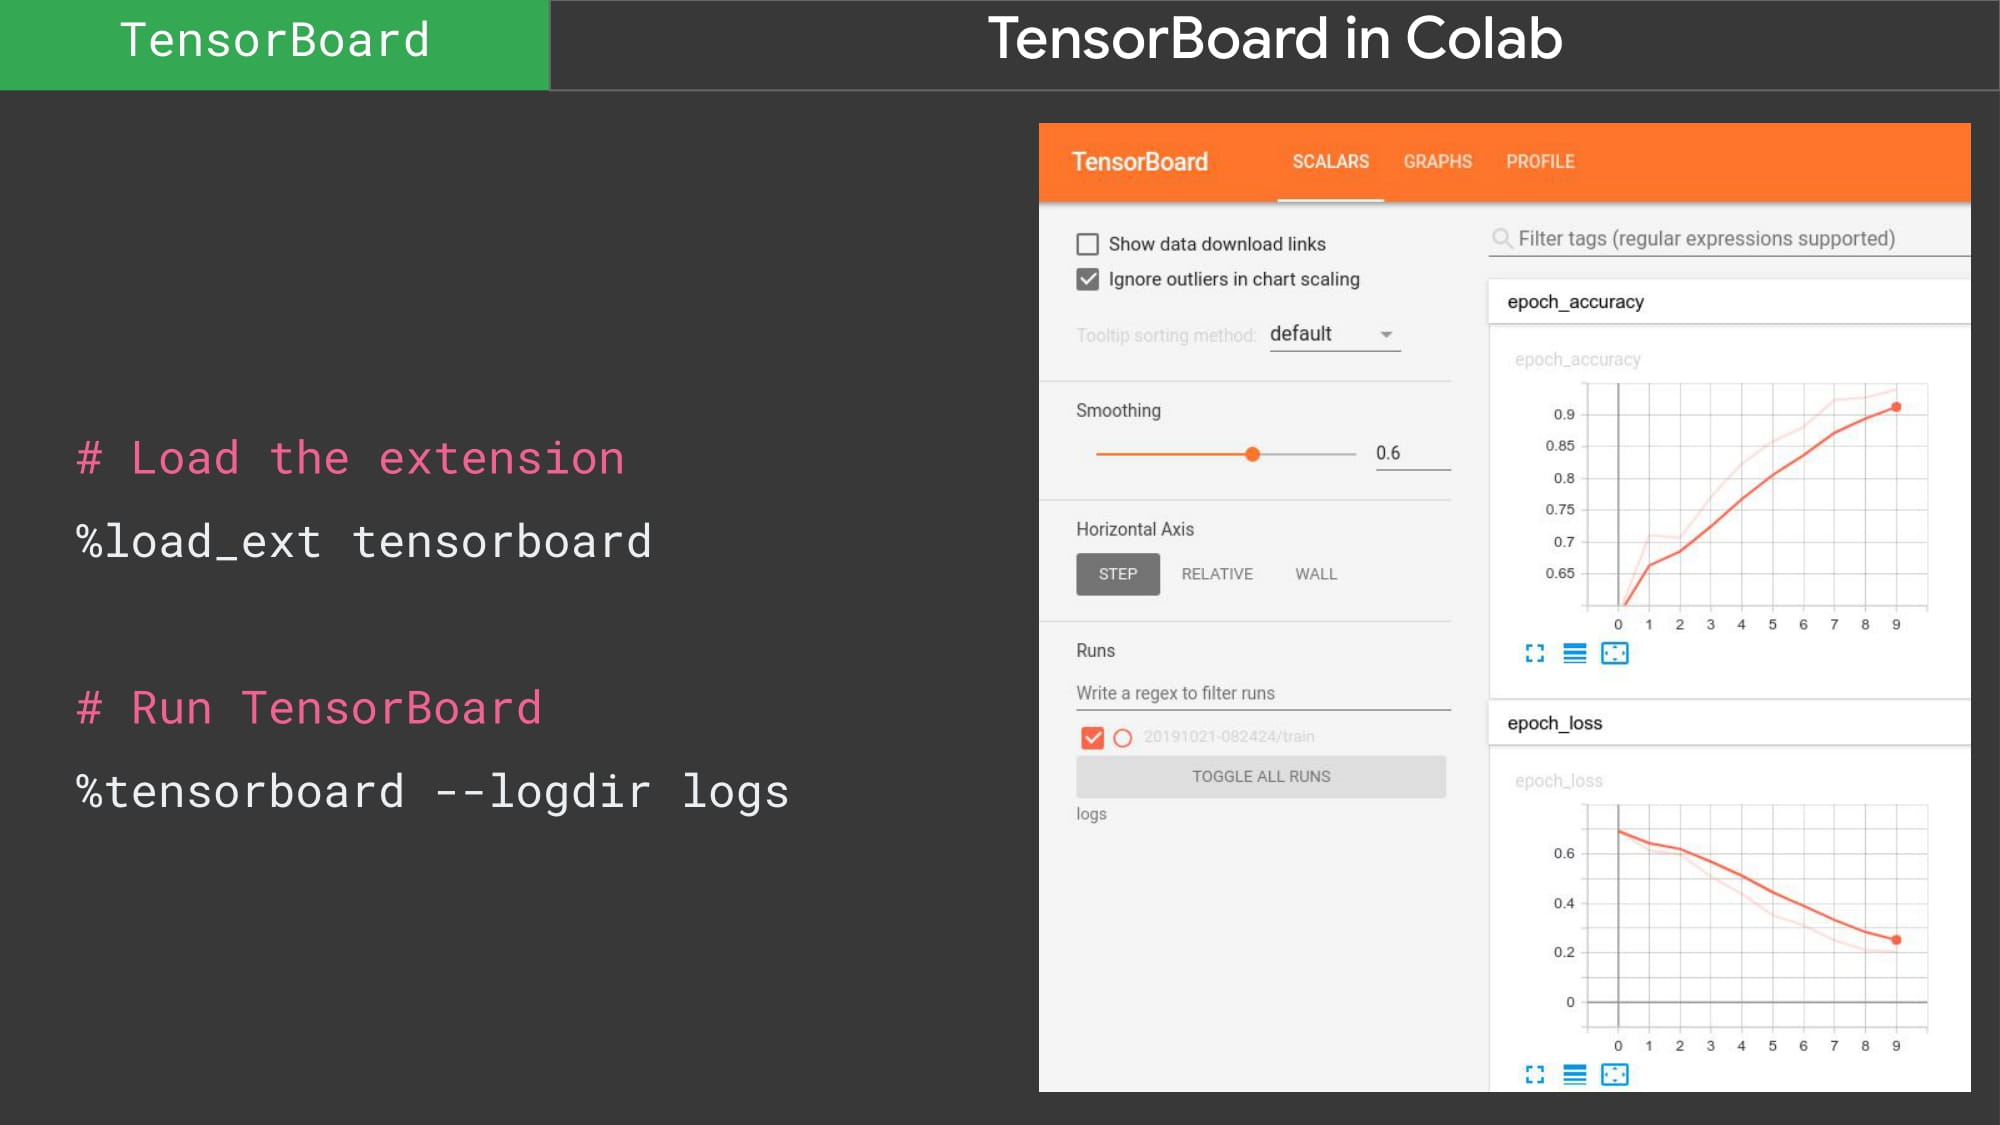 TensorBoard
TensorBoard in Colab
# Load the extension
%load_ext tensorboard
# Run TensorBoard
%tensorboard --logdir logs
TensorBoard SCALARS GRAPHS PROFILE
Show data download links
Ignore outliers in chart scaling
Tooltip sorting method: default
Smoothing
0.6
Horizontal Axis
STEP RELATIVE WALL
Runs
Write a regex to filter runs
20191021-082424/train
TOGGLE ALL RUNS
logs
Filter tags (regular expressions supported)
epoch_accuracy
epoch_accuracy
0.9
0.85
0.8
0.75
0.7
0.65
0 1 2 3 4 5 6 7 8 9
epoch_loss
epoch_loss
0.6
0.4
0.2
0
0 1 2 3 4 5 6 7 8 9